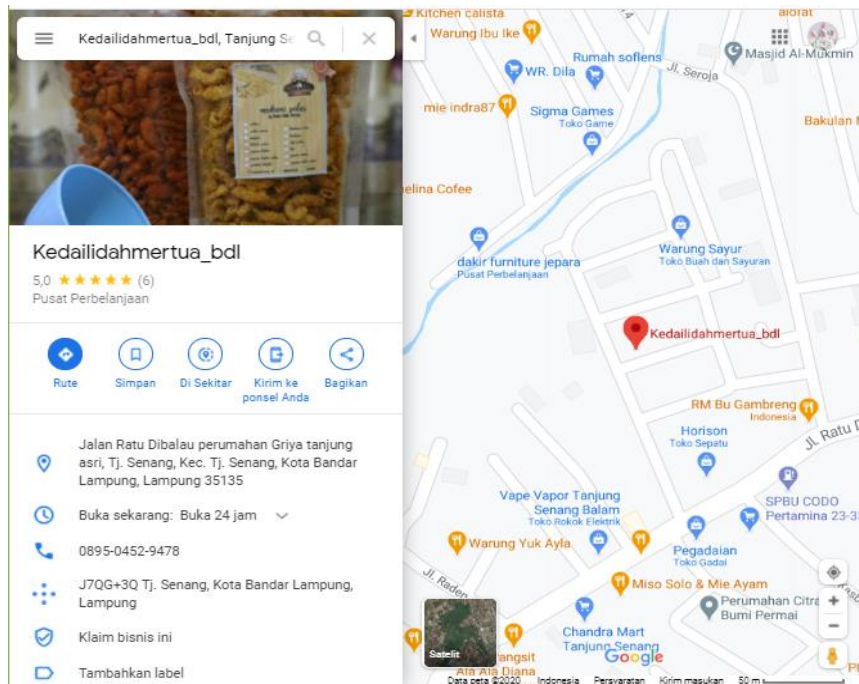 Kedailidahmertua_bdl, Tanjung Se
Kedailidahmertua_bdl
5,0 (6)
Pusat Perbelanjaan
Rute
Simpan
Di Sekitar
Kirim ke
ponsel Anda
Bagikan
Jalan Ratu Dibalau perumahan Griya tanjung
asri, Tj. Senang, Kec. Tj. Senang, Kota Bandar
Lampung, Lampung 35135
Buka sekarang: Buka 24 jam
0895-0452-9478
J7QG+3Q Tj. Senang, Kota Bandar Lampung,
Lampung
Klaim bisnis ini
Tambahkan label
Kitchen calista
Warung Ibu Ike
alofat
Rumah soflens
Masjid Al-Mukmin
WR. Dila
Jl. Seroja
mie indra87
Sigma Games
Toko Game
Bakulan
elina Cofee
Warung Sayur
Toko Buah dan Sayuran
dakir furniture jepara
Pusat Perbelanjaan
Kedailidahmertua_bdl
RM Bu Gambreng
Indonesia
Horison
Toko Sepatu
Jl. Ratu D
SPBU CODO
Pertamina 23-3
Vape Vapor Tanjung
Senang Balam
Toko Rokok Elektrik
Warung Yuk Ayla
Pegadaian
Toko Gadai
Jl. Raden
Miso Solo & Mie Ayam
Perumahan Citra
Bumi Permai
Chandra Mart
Tanjung Senang
Satelit
angsit
Ala Ala Diana
Google
Data peta ©2020 Indonesia Persyaratan Kirim masukan 50 m